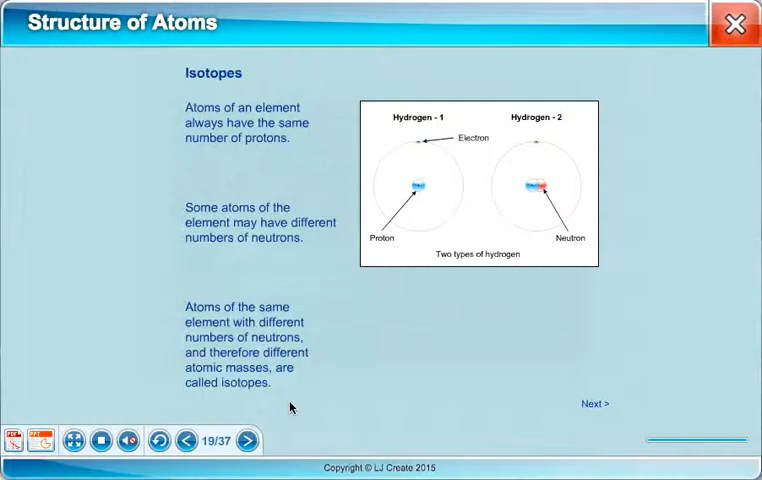 Structure of Atoms
Isotopes
Atoms of an element
always have the same
number of protons.
Some atoms of the
element may have different
numbers of neutrons.
Atoms of the same
element with different
numbers of neutrons,
and therefore different
atomic masses, are
called isotopes.
Hydrogen - 1
Hydrogen - 2
Electron
Proton
Neutron
Two types of hydrogen
Next >
PDF
PPT
19/37
Copyright © LJ Create 2015